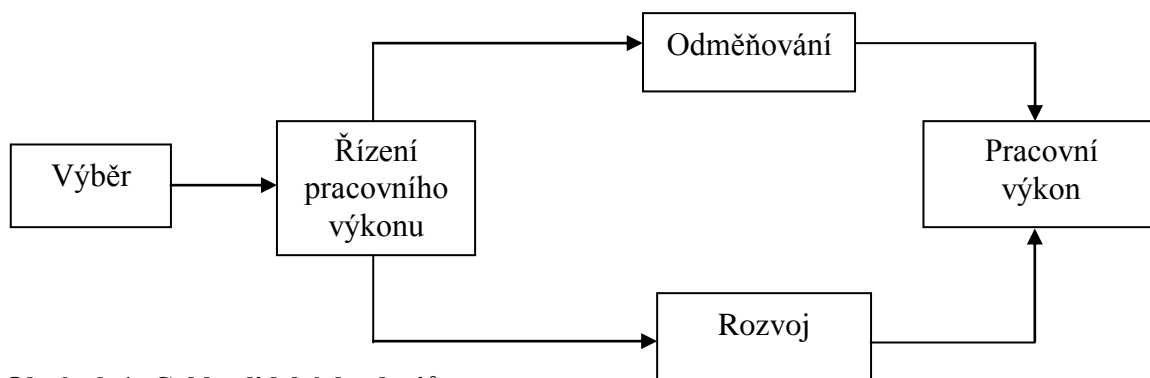 Odměňování
Výběr
Řízení
pracovního
výkonu
Pracovní
výkon
Rozvoj